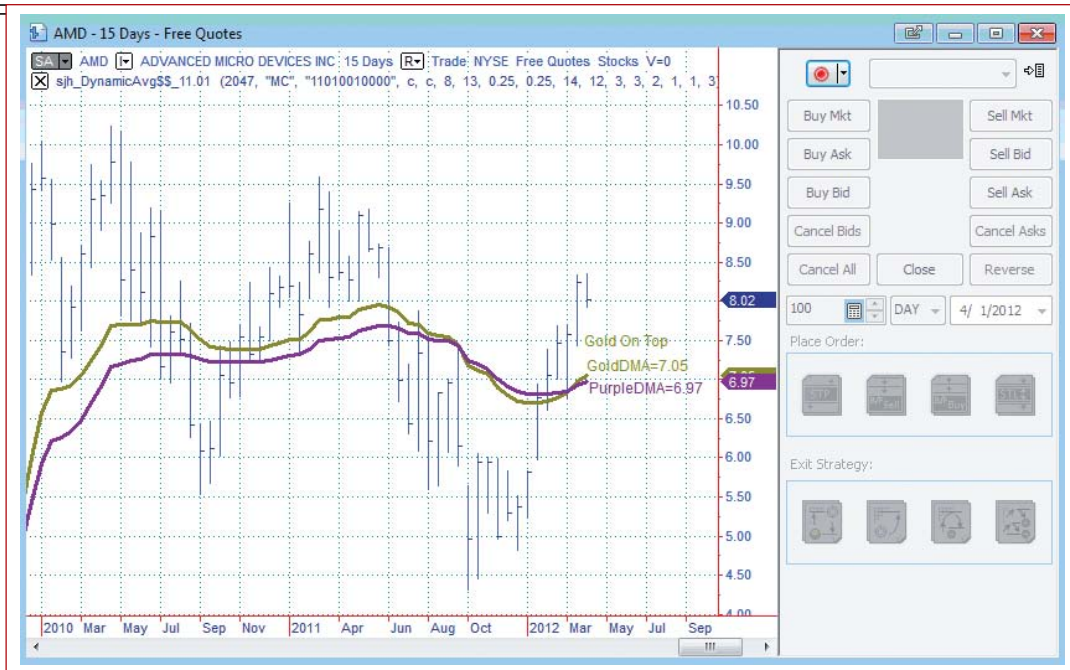 AMD - 15 Days - Free Quotes
SA AMD ADVANCED MICRO DEVICES INC 15 Days R Trade NYSE Free Quotes Stocks V=0
X sjh_DynamicAvg$$_11.01 (2047, "MC", "11010010000", c, c, 8, 13, 0.25, 0.25, 14, 12, 3, 3, 2, 1, 1, 3
10.50
10.00
9.50
9.00
8.50
8.02
7.50
Gold On Top
GoldDMA=7.05
PurpleDMA=6.97
6.97
6.50
6.00
5.50
5.00
4.50
4.00
2010 Mar May Jul Sep Nov 2011 Apr Jun Aug Oct 2012 Mar May Jul Sep
Buy Mkt Sell Mkt
Buy Ask Sell Bid
Buy Bid Sell Ask
Cancel Bids Cancel Asks
Cancel All Close Reverse
100 DAY 4/ 1/2012
Place Order:
Sell Buy
Exit Strategy: